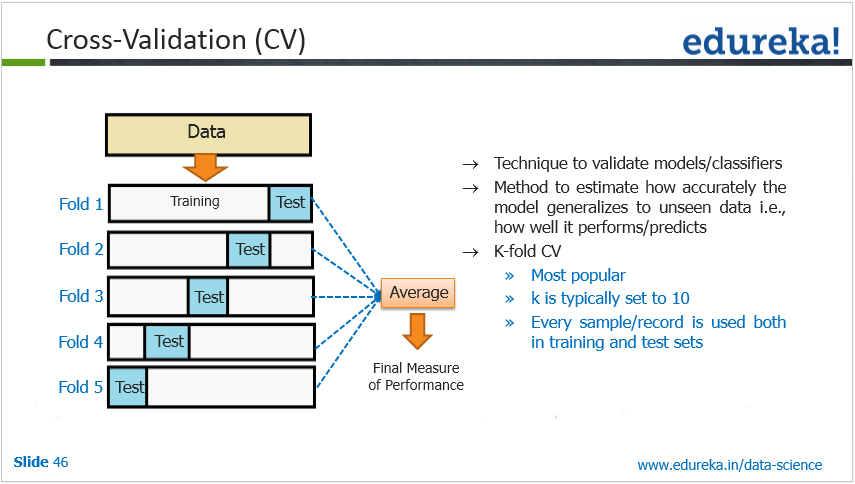 Cross-Validation (CV)
edureka!
Data
Fold 1
Training
Test
Fold 2
Test
Fold 3
Test
Fold 4
Test
Fold 5
Test
Average
Final Measure
of Performance
→ Technique to validate models/classifiers
→ Method to estimate how accurately the
model generalizes to unseen data i.e.,
how well it performs/predicts
→ K-fold CV
» Most popular
» k is typically set to 10
» Every sample/record is used both
in training and test sets
Slide 46
www.edureka.in/data-science